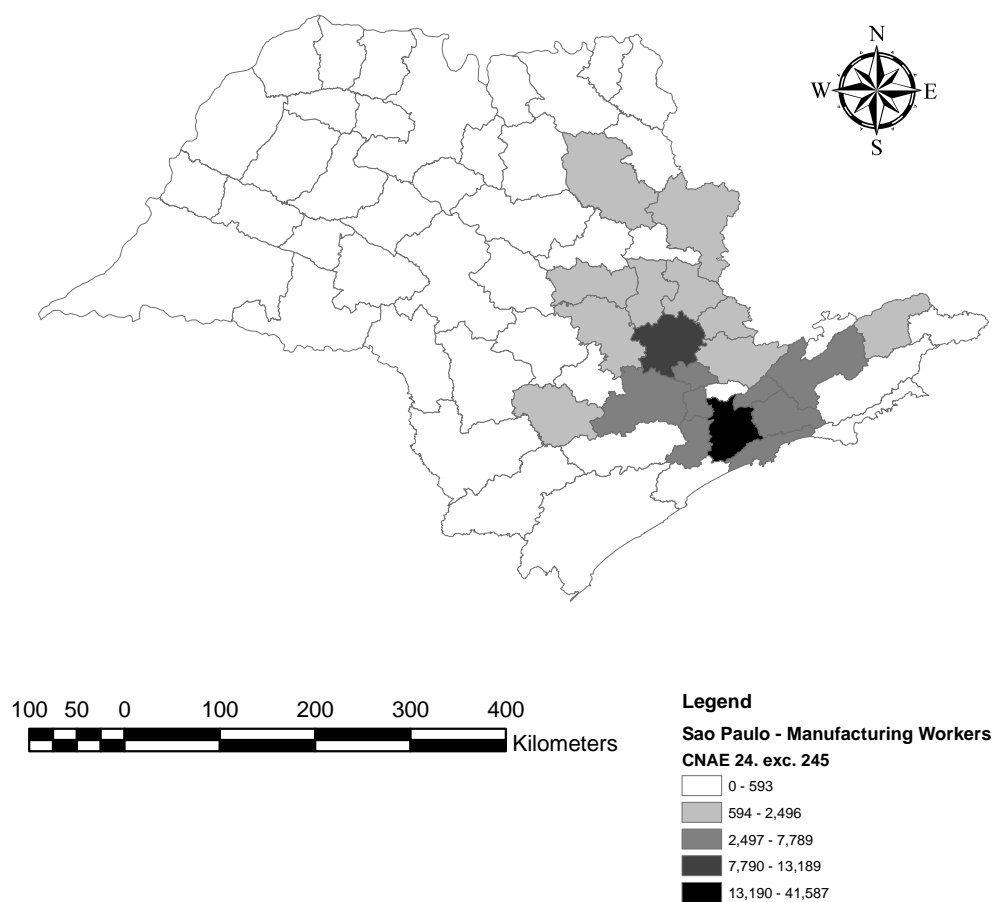 N
W E
S
100 50 0 100 200 300 400
Kilometers
Legend
Sao Paulo - Manufacturing Workers
CNAE 24. exc. 245
0 - 593
594 - 2,496
2,497 - 7,789
7,790 - 13,189
13,190 - 41,587